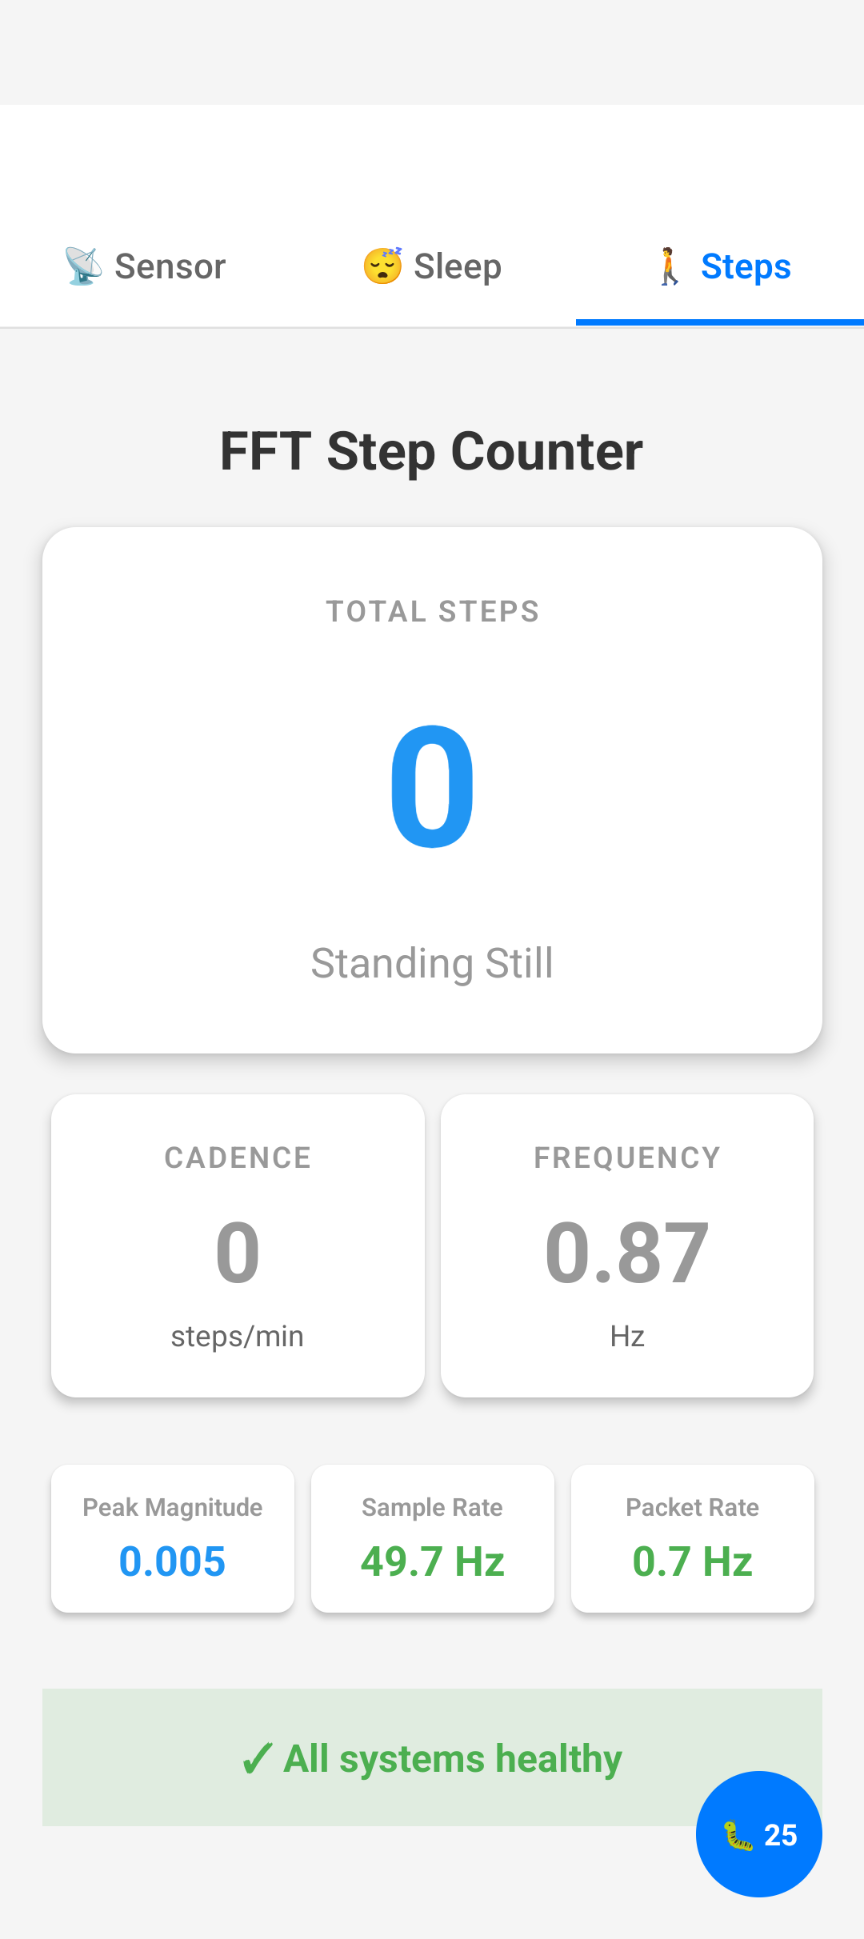 📡 Sensor 😴 Sleep 🚶 Steps
FFT Step Counter
TOTAL STEPS
0
Standing Still
CADENCE
0
steps/min
FREQUENCY
0.87
Hz
Peak Magnitude
0.005
Sample Rate
49.7 Hz
Packet Rate
0.7 Hz
✓ All systems healthy
🐛 25